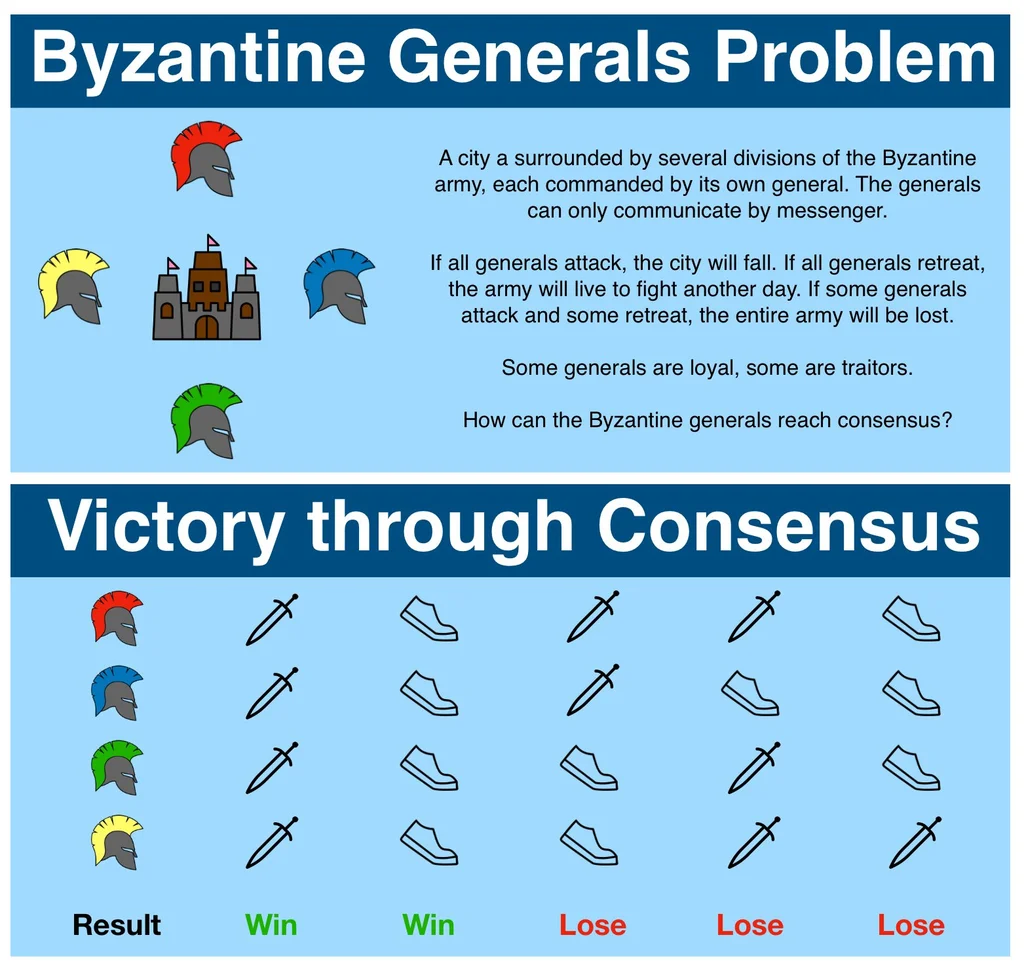 Byzantine Generals Problem
A city a surrounded by several divisions of the Byzantine
army, each commanded by its own general. The generals
can only communicate by messenger.
If all generals attack, the city will fall. If all generals retreat,
the army will live to fight another day. If some generals
attack and some retreat, the entire army will be lost.
Some generals are loyal, some are traitors.
How can the Byzantine generals reach consensus?
Victory through Consensus
Result Win Win Lose Lose Lose